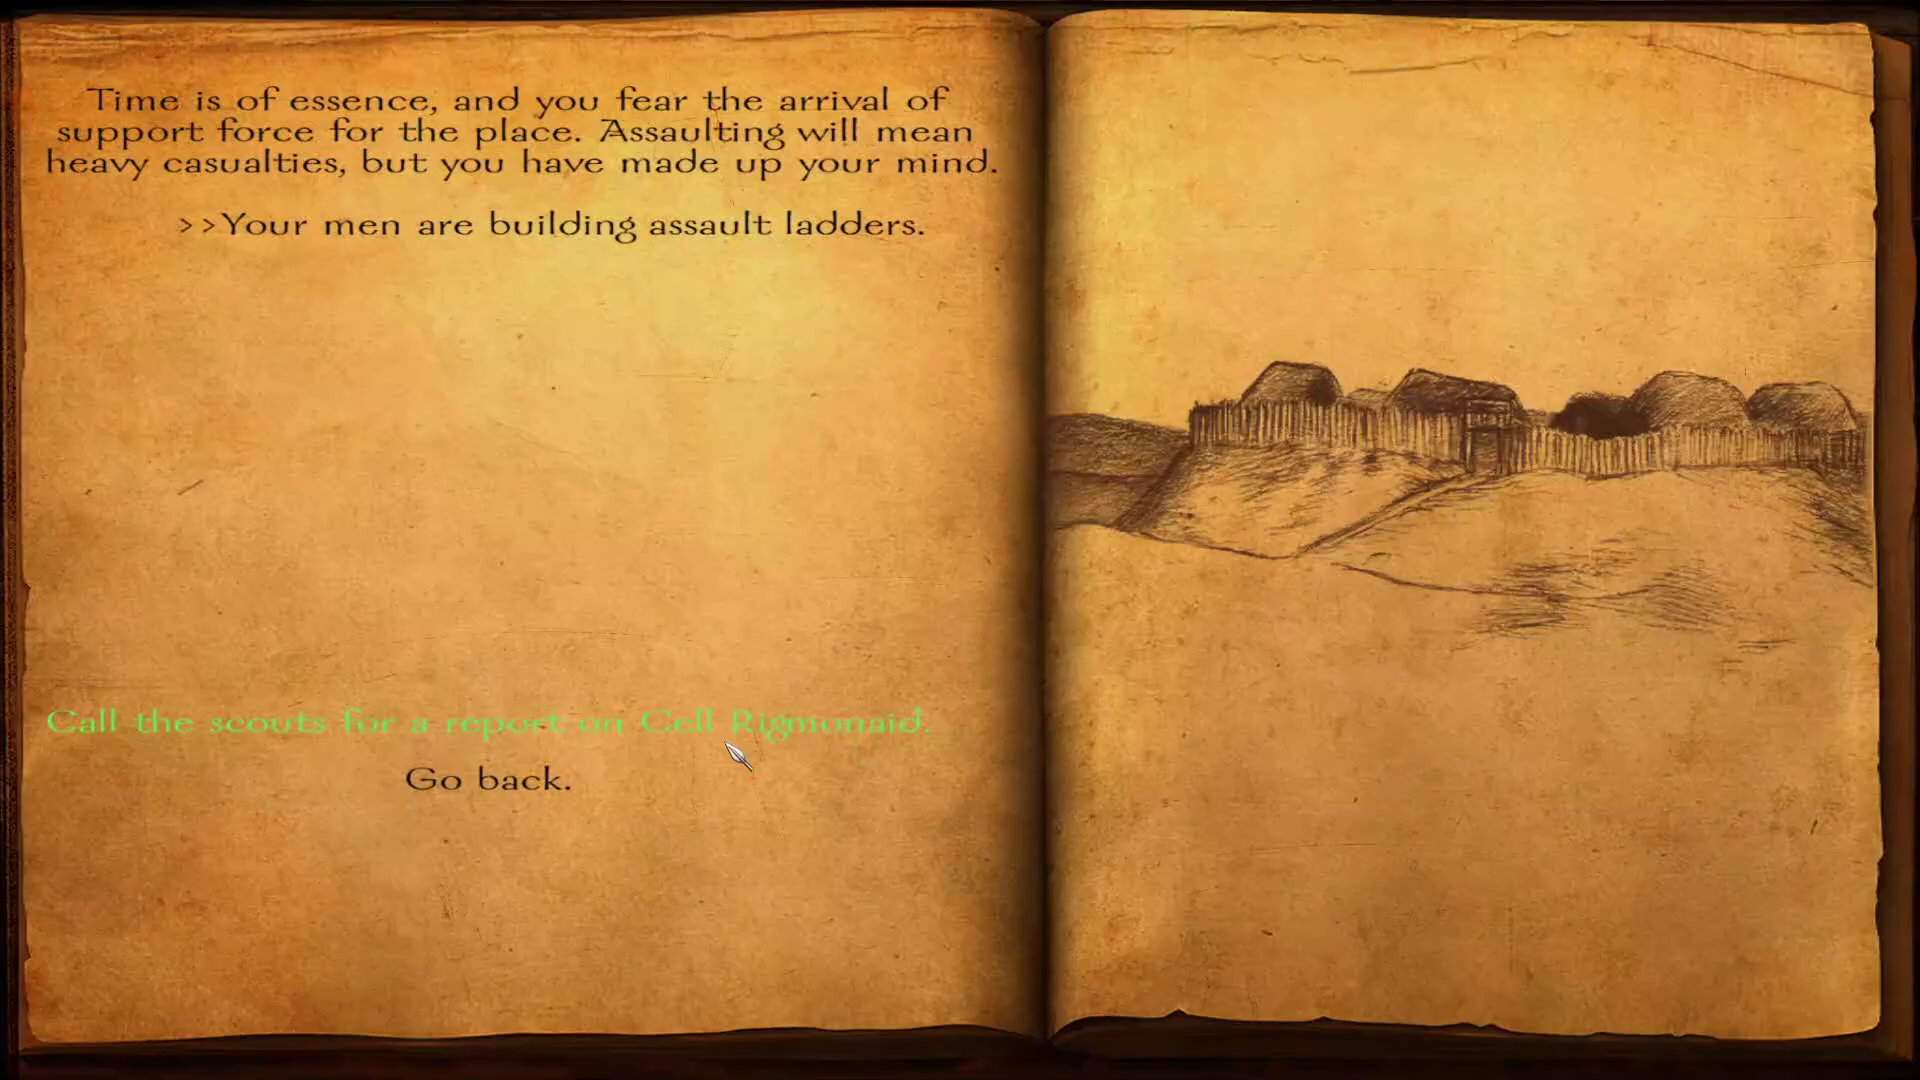 Time is of essence, and you fear the arrival of
support force for the place. Assaulting will mean
heavy casualties, but you have made up your mind.
>>Your men are building assault ladders.
Call the scouts for a report on Cell Rigmonaid.
Go back.